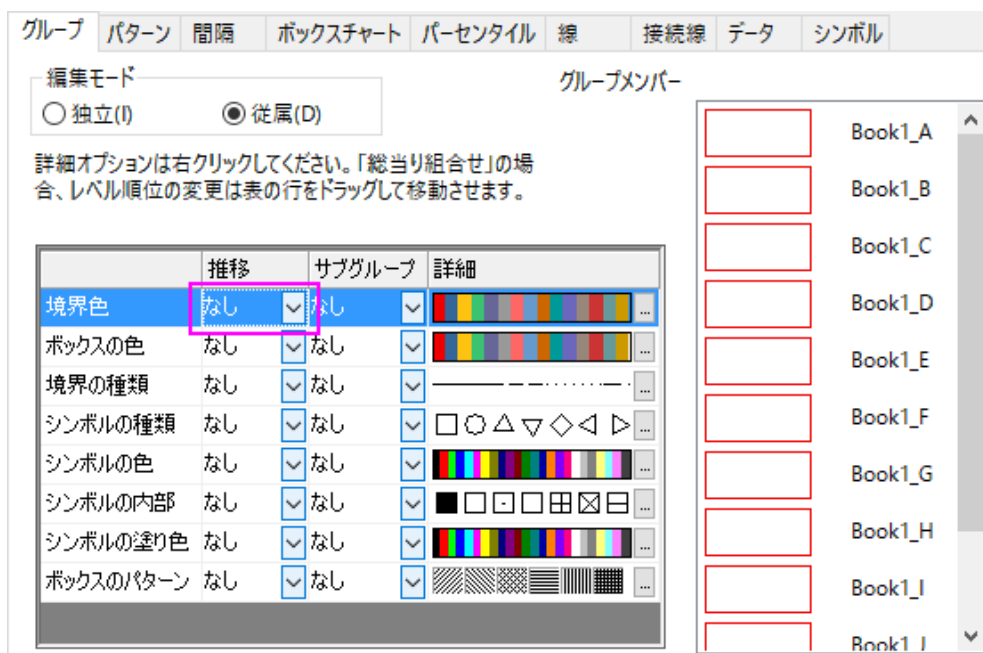 グループ パターン 間隔 ボックスチャート パーセンタイル 線 接続線 データ シンボル
編集モード
独立(I) 従属(D)
詳細オプションは右クリックしてください。「総当り組合せ」の場
合、レベル順位の変更は表の行をドラッグして移動させます。
推移 サブグループ 詳細
境界色 なし なし ...
ボックスの色 なし なし ...
境界の種類 なし なし ...
シンボルの種類 なし なし ...
シンボルの色 なし なし ...
シンボルの内部 なし なし ...
シンボルの塗り色 なし なし ...
ボックスのパターン なし なし ...
グループメンバー
Book1_A
Book1_B
Book1_C
Book1_D
Book1_E
Book1_F
Book1_G
Book1_H
Book1_I
Book1_J